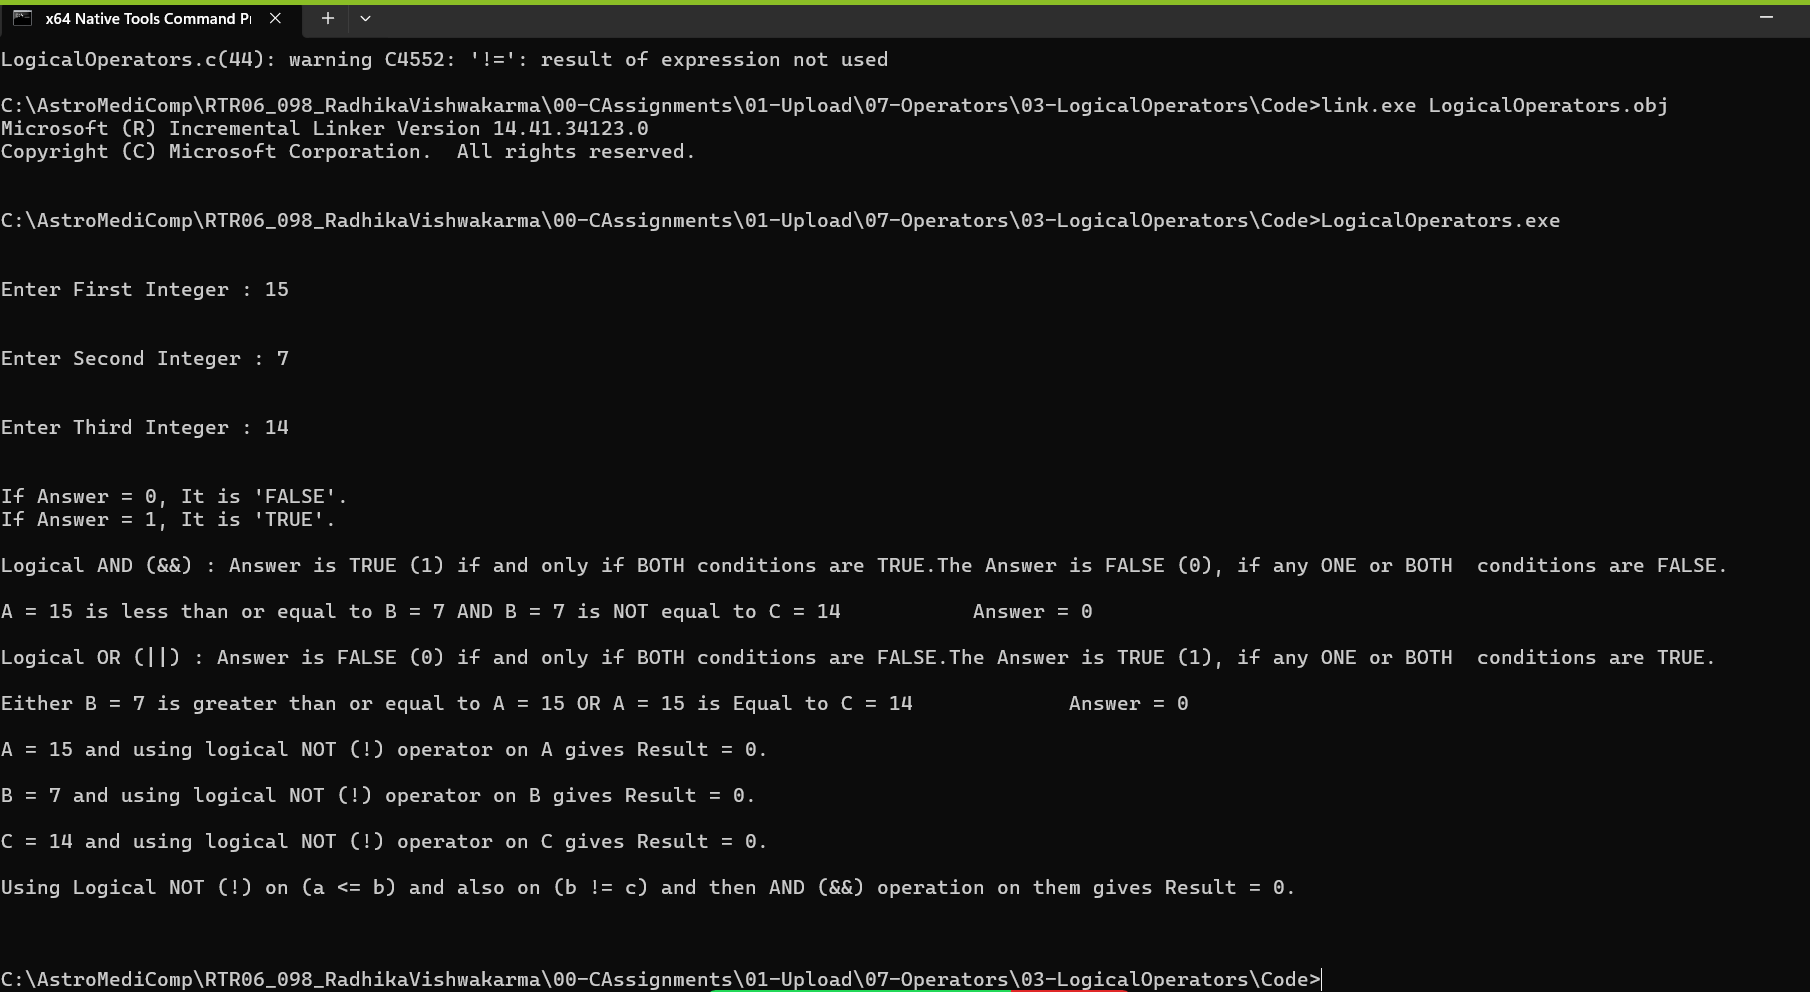 x64 Native Tools Command P
LogicalOperators.c(44): warning C4552: '!=': result of expression not used
C:\AstroMediComp\RTR06_098_RadhikaVishwakarma\00-CAssignments\01-Upload\07-Operators\03-LogicalOperators\Code>link.exe LogicalOperators.obj
Microsoft (R) Incremental Linker Version 14.41.34123.0
Copyright (C) Microsoft Corporation.  All rights reserved.
C:\AstroMediComp\RTR06_098_RadhikaVishwakarma\00-CAssignments\01-Upload\07-Operators\03-LogicalOperators\Code>LogicalOperators.exe
Enter First Integer : 15
Enter Second Integer : 7
Enter Third Integer : 14
If Answer = 0, It is 'FALSE'.
If Answer = 1, It is 'TRUE'.
Logical AND (&&) : Answer is TRUE (1) if and only if BOTH conditions are TRUE.The Answer is FALSE (0), if any ONE or BOTH  conditions are FALSE.
A = 15 is less than or equal to B = 7 AND B = 7 is NOT equal to C = 14           Answer = 0
Logical OR (||) : Answer is FALSE (0) if and only if BOTH conditions are FALSE.The Answer is TRUE (1), if any ONE or BOTH  conditions are TRUE.
Either B = 7 is greater than or equal to A = 15 OR A = 15 is Equal to C = 14             Answer = 0
A = 15 and using logical NOT (!) operator on A gives Result = 0.
B = 7 and using logical NOT (!) operator on B gives Result = 0.
C = 14 and using logical NOT (!) operator on C gives Result = 0.
Using Logical NOT (!) on (a <= b) and also on (b != c) and then AND (&&) operation on them gives Result = 0.
C:\AstroMediComp\RTR06_098_RadhikaVishwakarma\00-CAssignments\01-Upload\07-Operators\03-LogicalOperators\Code>